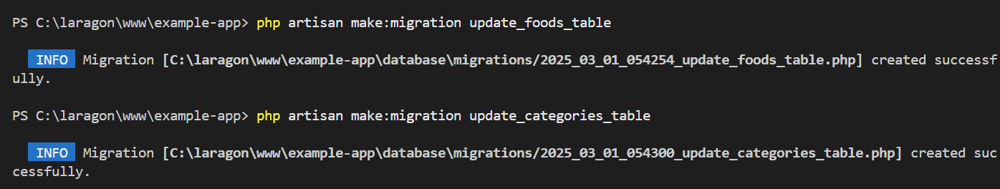 PS C:\laragon\www\example-app> php artisan make:migration update_foods_table
INFO Migration [C:\laragon\www\example-app\database\migrations/2025_03_01_054254_update_foods_table.php] created successf
ully.
PS C:\laragon\www\example-app> php artisan make:migration update_categories_table
INFO Migration [C:\laragon\www\example-app\database\migrations/2025_03_01_054300_update_categories_table.php] created suc
cessfully.